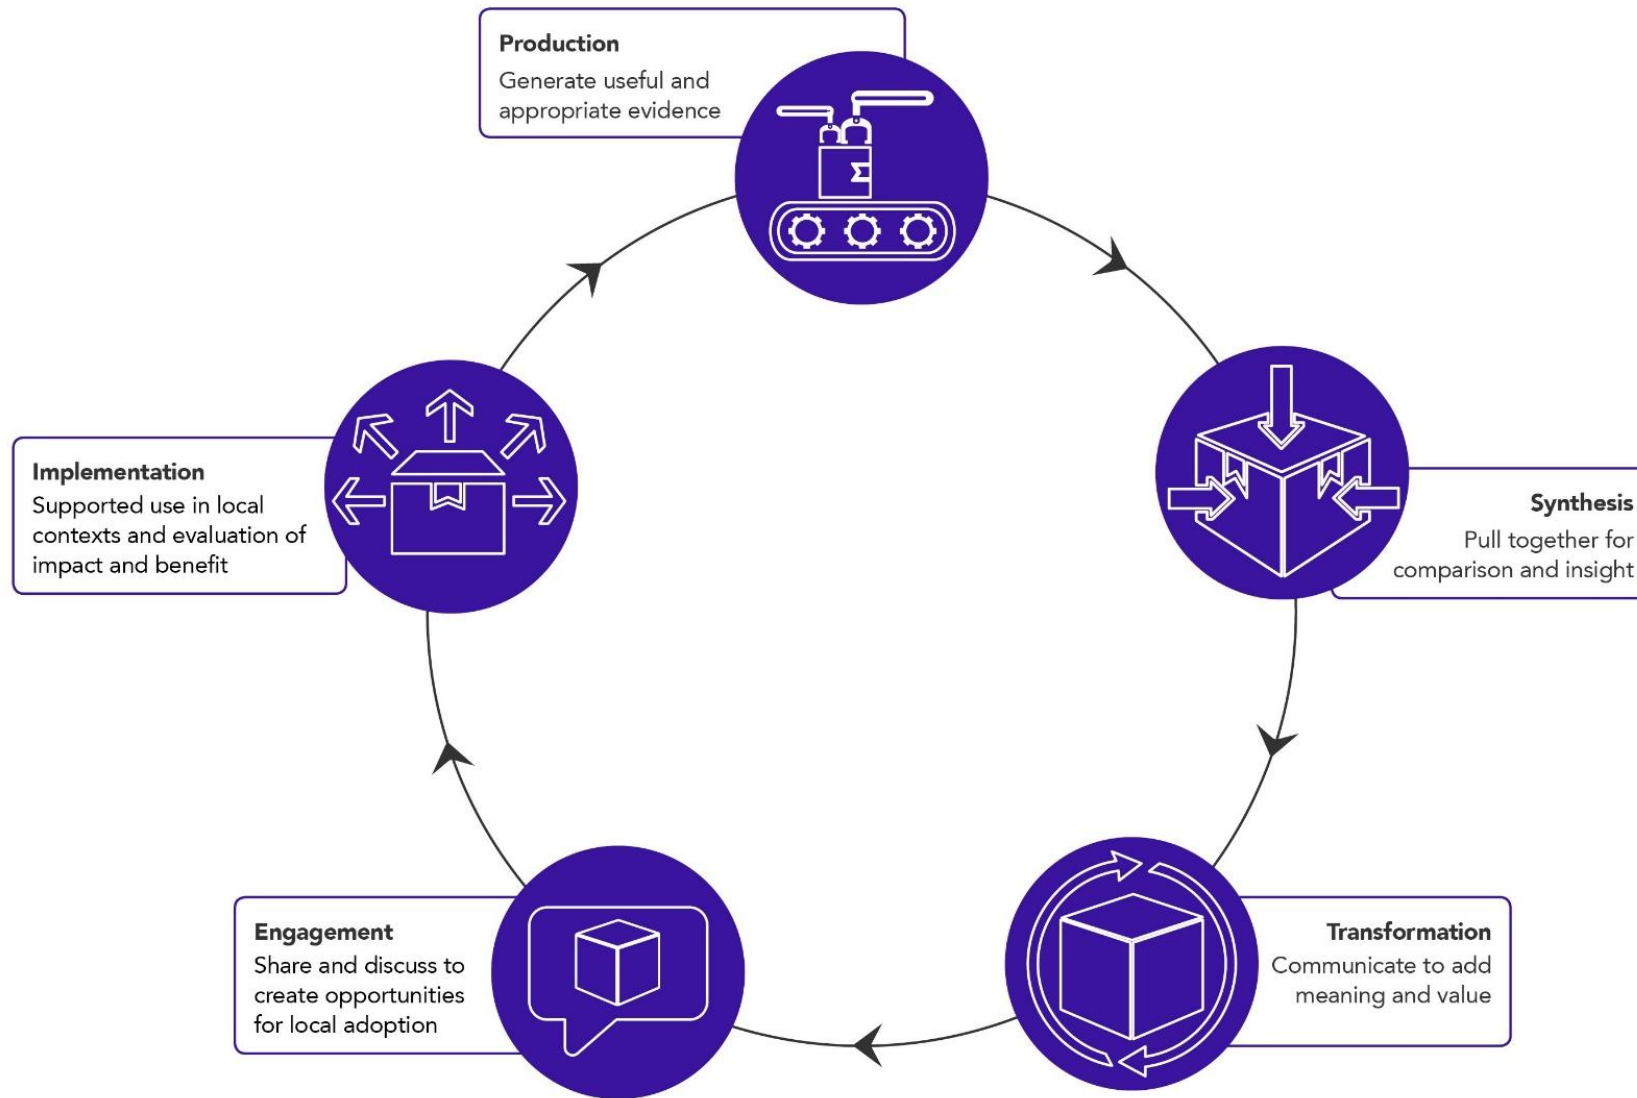 Production
Generate useful and
appropriate evidence
Synthesis
Pull together for
comparison and insight
Transformation
Communicate to add
meaning and value
Engagement
Share and discuss to
create opportunities
for local adoption
Implementation
Supported use in local
contexts and evaluation of
impact and benefit